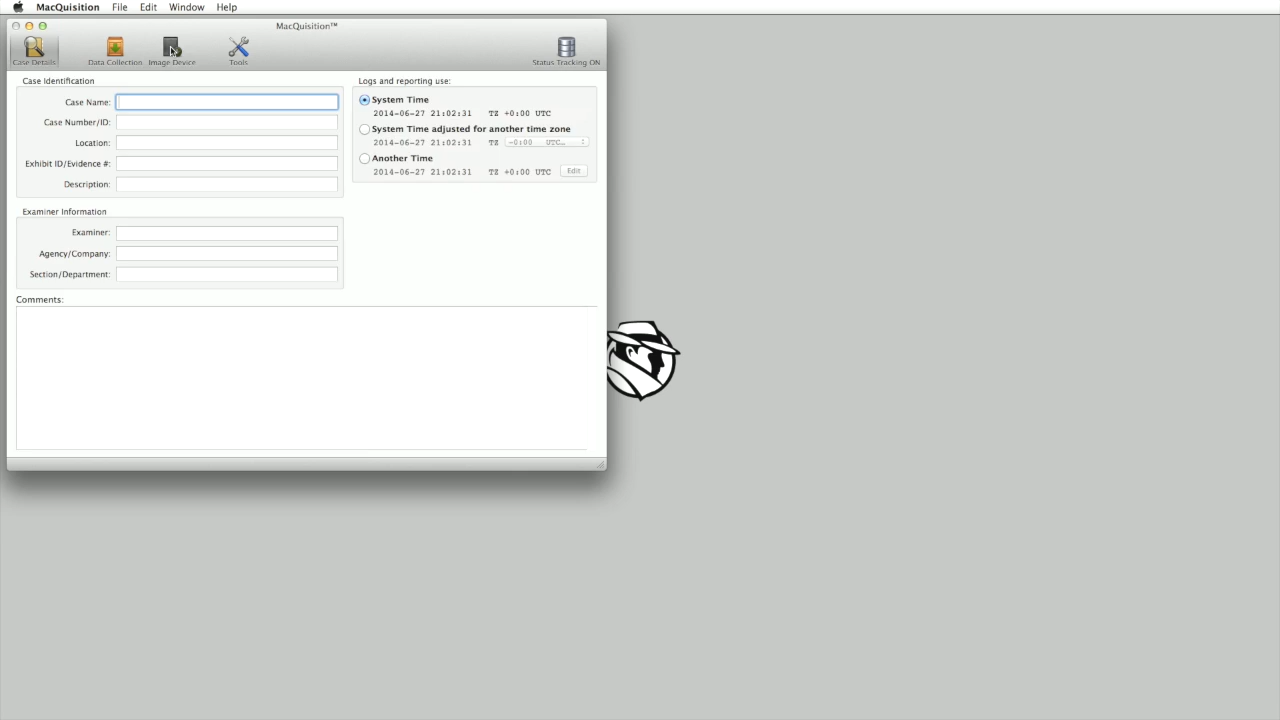 MacQuisition File Edit Window Help
MacQuisition™
Case Details Data Collection Image Device Tools Status Tracking ON
Case Identification
Case Name:
Case Number/ID:
Location:
Exhibit ID/Evidence #:
Description:
Logs and reporting use:
System Time
2014-06-27 21:02:31 TZ +0:00 UTC
System Time adjusted for another time zone
2014-06-27 21:02:31 TZ -0:00 UTC…
Another Time
2014-06-27 21:02:31 TZ +0:00 UTC Edit
Examiner Information
Examiner:
Agency/Company:
Section/Department:
Comments: